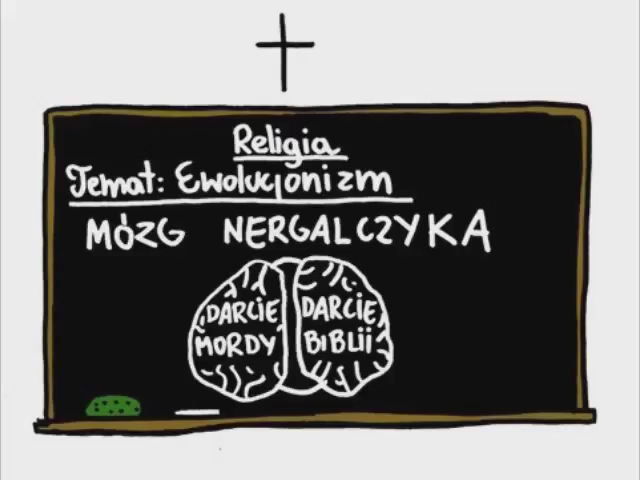 Religia
Temat: Ewolucjonizm
MÓZG NERGALCZYKA
DARCIE MORDY
DARCIE BIBLII